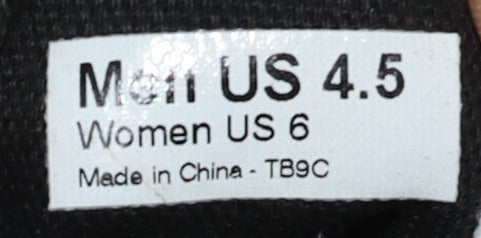 Men US 4.5
Women US 6
Made in China - TB9C